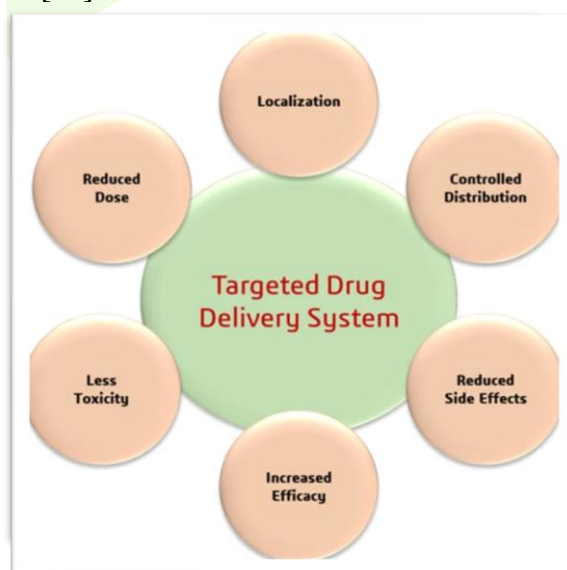 Localization
Controlled
Distribution
Reduced
Side Effects
Increased
Efficacy
Less
Toxicity
Reduced
Dose
Targeted Drug
Delivery System